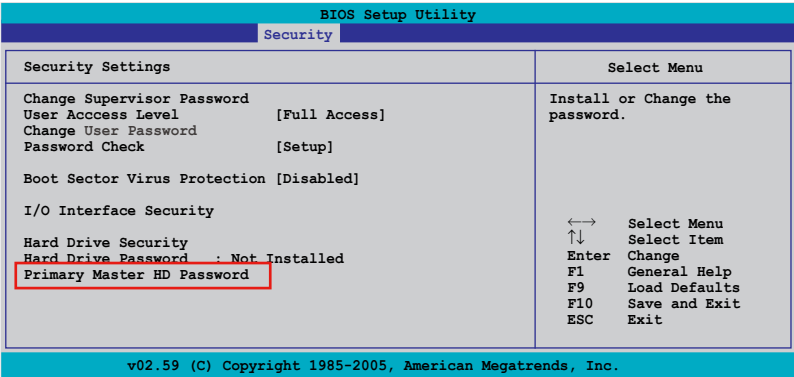 BIOS Setup Utility
Security
Security Settings
Select Menu
Change Supervisor Password
User Acccess Level [Full Access]
Change User Password
Password Check [Setup]
Boot Sector Virus Protection [Disabled]
I/O Interface Security
Hard Drive Security
Hard Drive Password : Not Installed
Primary Master HD Password
Install or Change the
password.
←→ Select Menu
↑↓ Select Item
Enter Change
F1 General Help
F9 Load Defaults
F10 Save and Exit
ESC Exit
v02.59 (C) Copyright 1985-2005, American Megatrends, Inc.